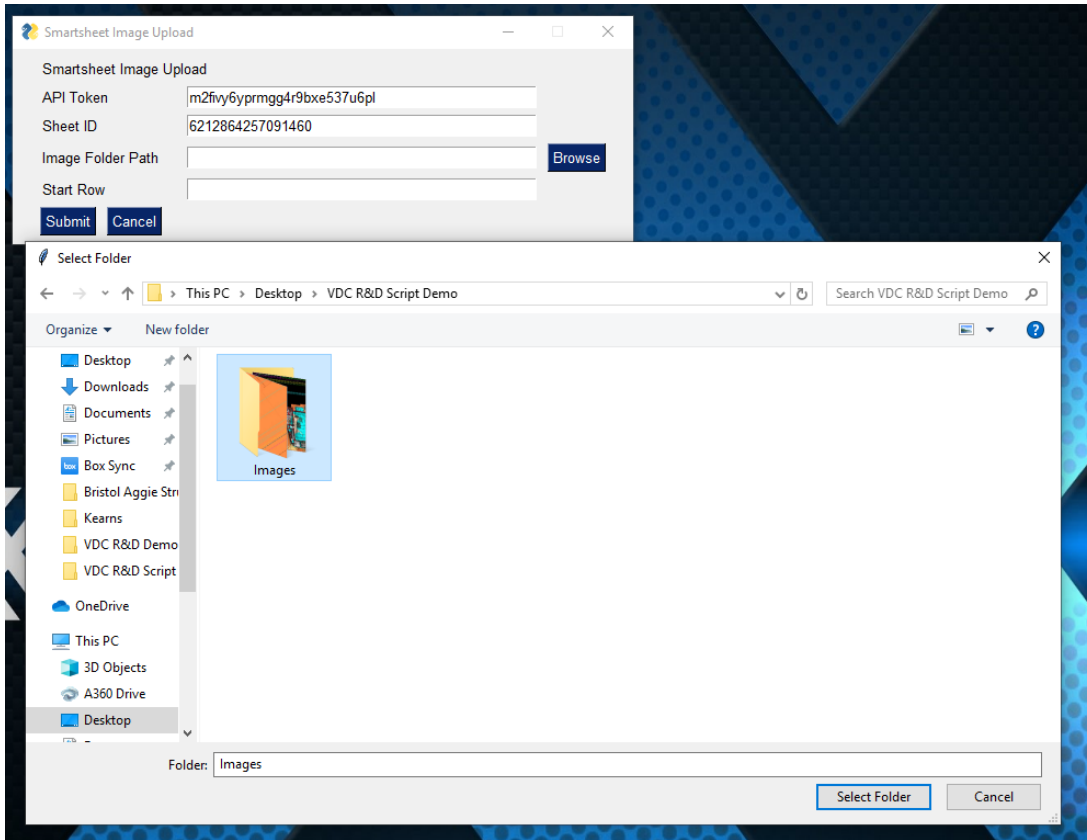 Smartsheet Image Upload
Smartsheet Image Upload
API Token m2fivy6yprmgg4r9bxe537u6pl
Sheet ID 6212864257091460
Image Folder Path Browse
Start Row
Submit Cancel
Select Folder
This PC > Desktop > VDC R&D Script Demo Search VDC R&D Script Demo
Organize New folder
Desktop
Downloads
Documents
Pictures
Box Sync
Bristol Aggie Stru
Kearns
VDC R&D Demo
VDC R&D Script
OneDrive
This PC
3D Objects
A360 Drive
Desktop
Images
Folder: Images
Select Folder Cancel